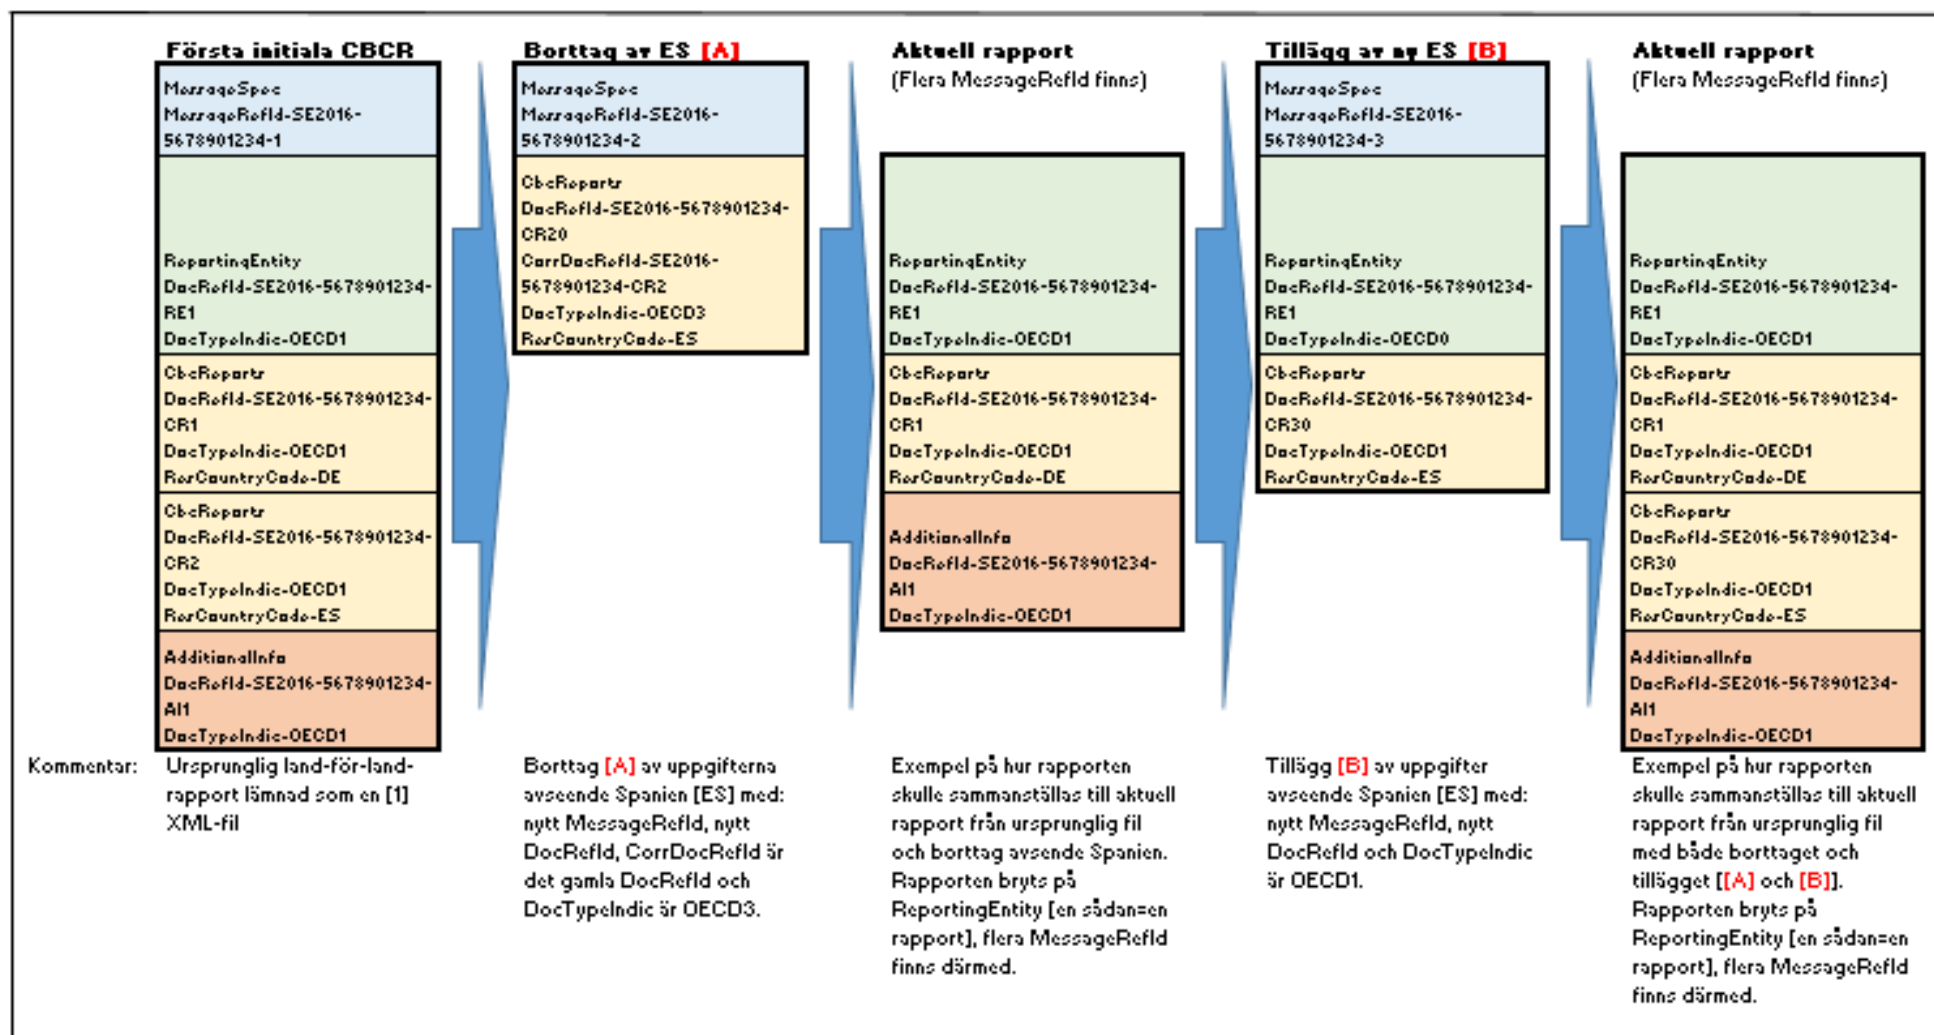 Första initiala CBCR
MessageSpec
MessageRefId-SE2016-
5678901234-1
ReportingEntity
DocRefId-SE2016-5678901234-
RE1
DocTypeIndic-OECD1
CbcReports
DocRefId-SE2016-5678901234-
CR1
DocTypeIndic-OECD1
ResCountryCode-DE
CbcReports
DocRefId-SE2016-5678901234-
CR2
DocTypeIndic-OECD1
ResCountryCode-ES
AdditionalInfo
DocRefId-SE2016-5678901234-
AI1
DocTypeIndic-OECD1
Borttag av ES [A]
MessageSpec
MessageRefId-SE2016-
5678901234-2
CbcReports
DocRefId-SE2016-5678901234-
CR20
CorrDocRefId-SE2016-
5678901234-CR2
DocTypeIndic-OECD3
ResCountryCode-ES
Aktuell rapport
(Flera MessageRefId finns)
ReportingEntity
DocRefId-SE2016-5678901234-
RE1
DocTypeIndic-OECD1
CbcReports
DocRefId-SE2016-5678901234-
CR1
DocTypeIndic-OECD1
ResCountryCode-DE
AdditionalInfo
DocRefId-SE2016-5678901234-
AI1
DocTypeIndic-OECD1
Tillägg av ny ES [B]
MessageSpec
MessageRefId-SE2016-
5678901234-3
ReportingEntity
DocRefId-SE2016-5678901234-
RE1
DocTypeIndic-OECD0
CbcReports
DocRefId-SE2016-5678901234-
CR30
DocTypeIndic-OECD1
ResCountryCode-ES
Aktuell rapport
(Flera MessageRefId finns)
ReportingEntity
DocRefId-SE2016-5678901234-
RE1
DocTypeIndic-OECD1
CbcReports
DocRefId-SE2016-5678901234-
CR1
DocTypeIndic-OECD1
ResCountryCode-DE
CbcReports
DocRefId-SE2016-5678901234-
CR30
DocTypeIndic-OECD1
ResCountryCode-ES
AdditionalInfo
DocRefId-SE2016-5678901234-
AI1
DocTypeIndic-OECD1
Kommentar:
Ursprunglig land-för-land-
rapport lämnad som en [1]
XML-fil
Borttag [A] av uppgifterna
avseende Spanien [ES] med:
nytt MessageRefId, nytt
DocRefId, CorrDocRefId är
det gamla DocRefId och
DocTypeIndic är OECD3.
Exempel på hur rapporten
skulle sammanställas till aktuell
rapport från ursprunglig fil
och borttag avsende Spanien.
Rapporten bryts på
ReportingEntity [en sådan=en
rapport], flera MessageRefId
finns därmed.
Tillägg [B] av uppgifter
avseende Spanien [ES] med:
nytt MessageRefId, nytt
DocRefId och DocTypeIndic
är OECD1.
Exempel på hur rapporten
skulle sammanställas till aktuell
rapport från ursprunglig fil
med både borttaget och
tillägget [[A] och [B]].
Rapporten bryts på
ReportingEntity [en sådan=en
rapport], flera MessageRefId
finns därmed.